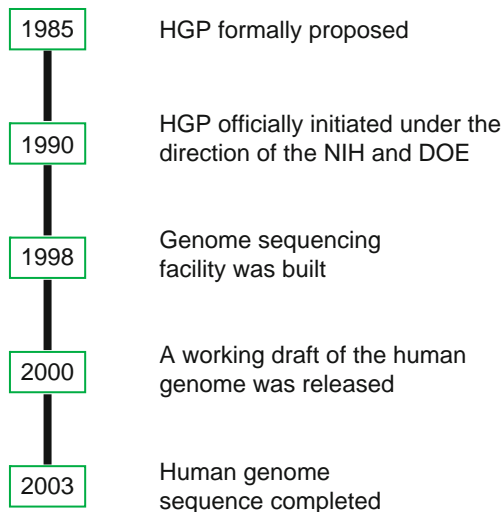 1985
HGP formally proposed
1990
HGP officially initiated under the
direction of the NIH and DOE
1998
Genome sequencing
facility was built
2000
A working draft of the human
genome was released
2003
Human genome
sequence completed